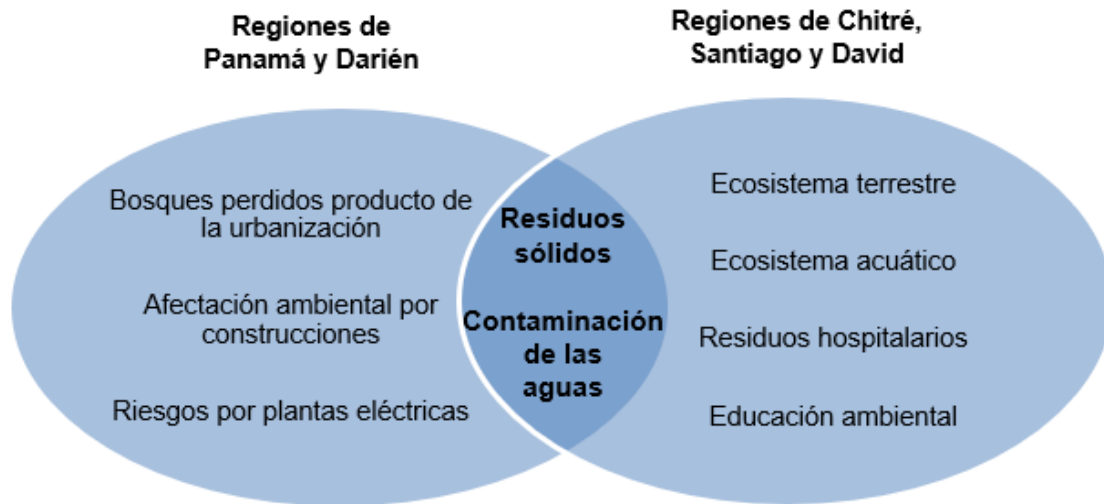 Regiones de
Panamá y Darién
Regiones de Chitré,
Santiago y David
Bosques perdidos producto de
la urbanización
Afectación ambiental por
construcciones
Riesgos por plantas eléctricas
Residuos
sólidos
Contaminación
de las
aguas
Ecosistema terrestre
Ecosistema acuático
Residuos hospitalarios
Educación ambiental